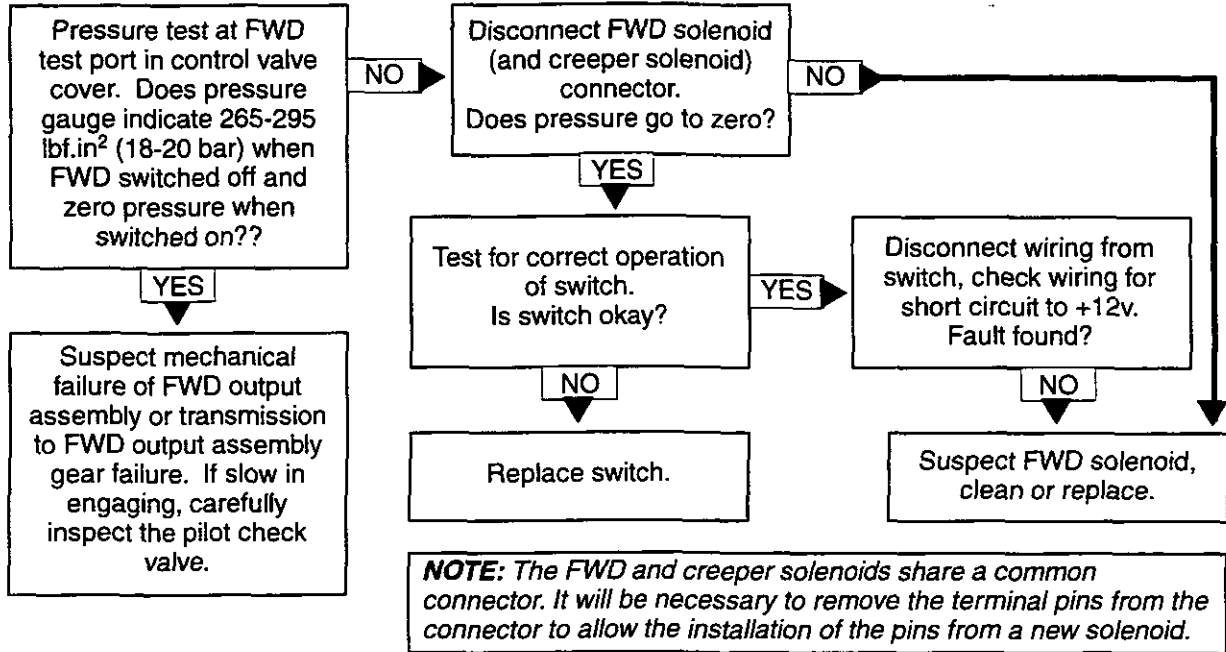 Pressure test at FWD
test port in control valve
cover. Does pressure
gauge indicate 265-295
lbf.in² (18-20 bar) when
FWD switched off and
zero pressure when
switched on??
NO
Disconnect FWD solenoid
(and creeper solenoid)
connector.
Does pressure go to zero?
NO
YES
YES
Test for correct operation
of switch.
Is switch okay?
YES
Disconnect wiring from
switch, check wiring for
short circuit to +12v.
Fault found?
Suspect mechanical
failure of FWD output
assembly or transmission
to FWD output assembly
gear failure. If slow in
engaging, carefully
inspect the pilot check
valve.
NO
NO
Replace switch.
Suspect FWD solenoid,
clean or replace.
NOTE: The FWD and creeper solenoids share a common
connector. It will be necessary to remove the terminal pins from the
connector to allow the installation of the pins from a new solenoid.